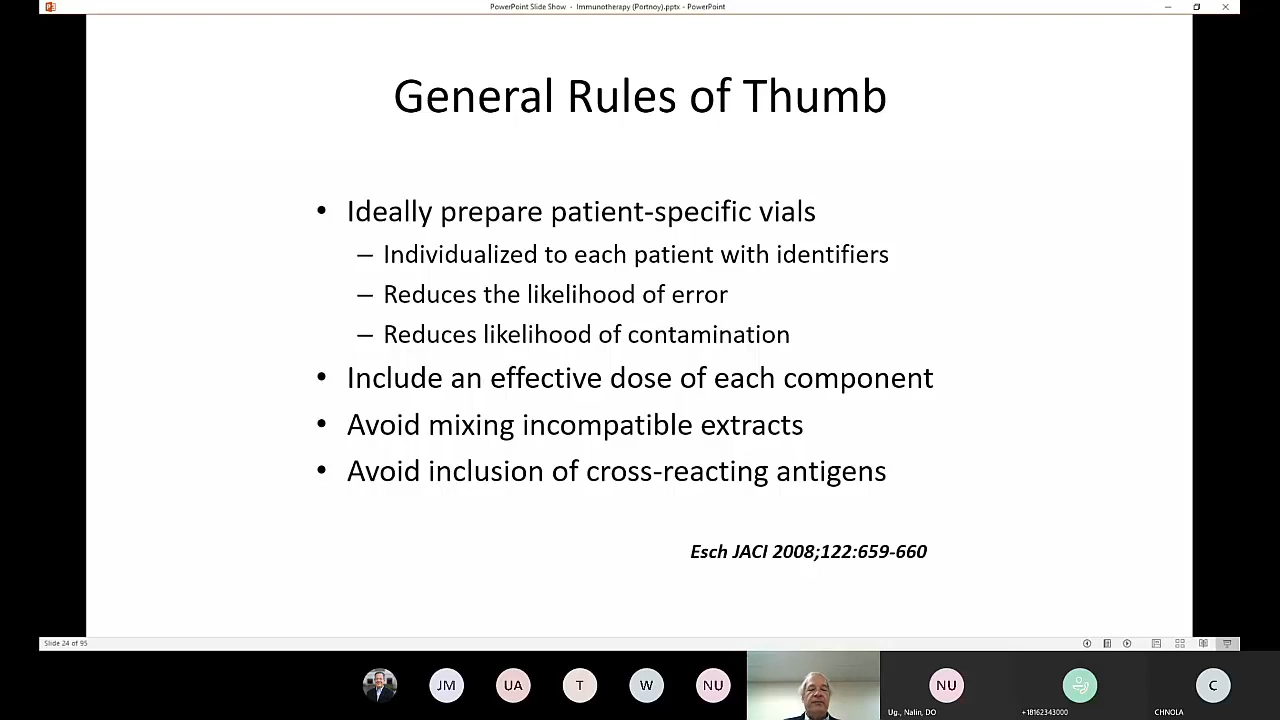 PowerPoint Slide Show - Immunotherapy (Portnoy).pptx - PowerPoint
General Rules of Thumb
• Ideally prepare patient-specific vials
– Individualized to each patient with identifiers
– Reduces the likelihood of error
– Reduces likelihood of contamination
• Include an effective dose of each component
• Avoid mixing incompatible extracts
• Avoid inclusion of cross-reacting antigens
Esch JACI 2008;122:659-660
Slide 24 of 95
JM UA T W NU NU C
Ug., Nalin, DO +18162343000 CHNOLA